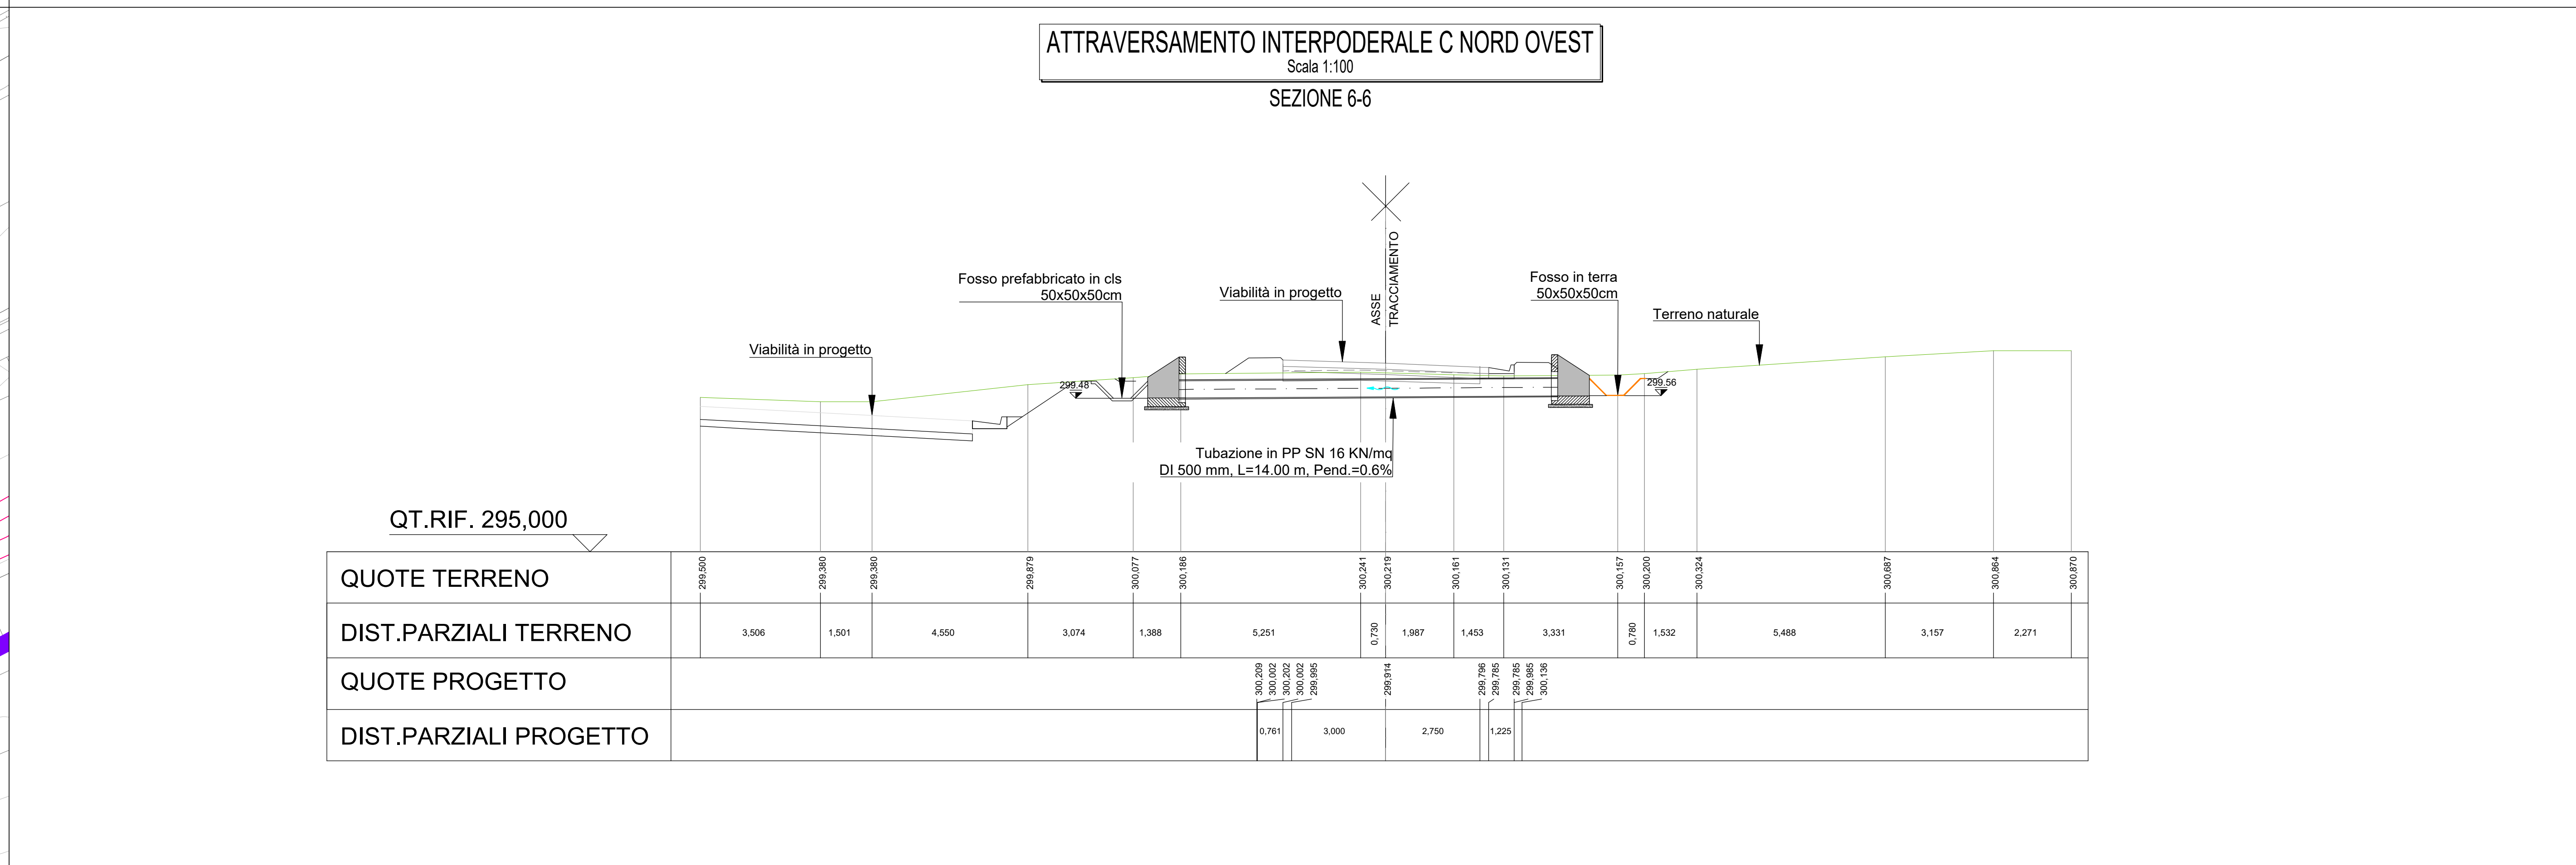 ATTRAVERSAMENTO INTERPODERALE C NORD OVEST
Scala 1:100
SEZIONE 6-6
ASSE
TRACCIAMENTO
Fosso prefabbricato in cls
50x50x50cm
Viabilità in progetto
Fosso in terra
50x50x50cm
Terreno naturale
Viabilità in progetto
299.48
299.56
Tubazione in PP SN 16 KN/mq
DI 500 mm, L=14.00 m, Pend.=0.6%
QT.RIF. 295,000
QUOTE TERRENO
299,500 299,380 299,380 299,879 300,077 300,186 300,241 300,219 300,161 300,131 300,157 300,200 300,324 300,687 300,864 300,870
DIST.PARZIALI TERRENO
3,506 1,501 4,550 3,074 1,388 5,251 0,730 1,987 1,453 3,331 0,780 1,532 5,488 3,157 2,271
QUOTE PROGETTO
300,209 300,002 300,202 300,002 299,995 299,914 299,796 299,785 299,785 299,985 300,136
DIST.PARZIALI PROGETTO
0,761 3,000 2,750 1,225